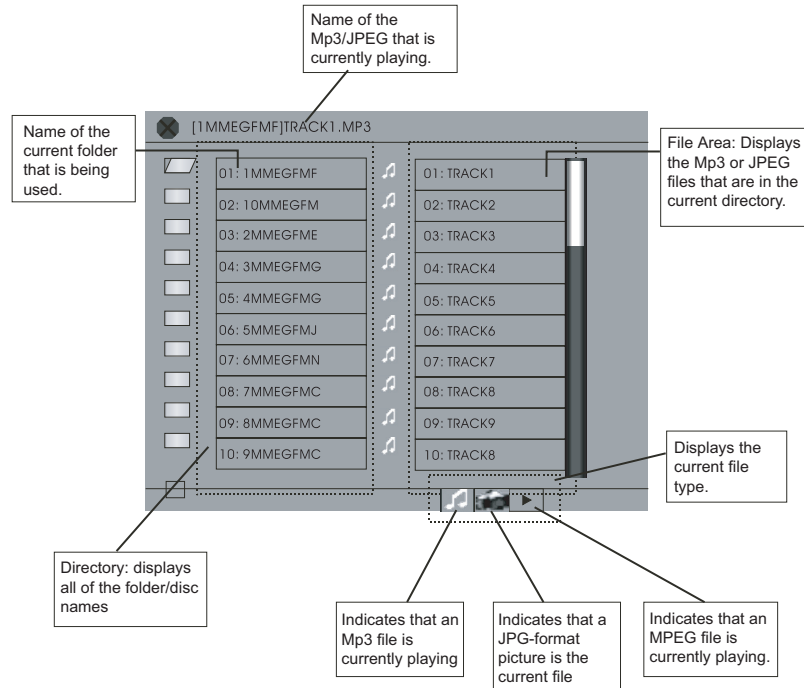 Name of the
Mp3/JPEG that is
currently playing.
[1MMEGFMF]TRACK1.MP3
Name of the
current folder
that is being
used.
File Area: Displays
the Mp3 or JPEG
files that are in the
current directory.
01: 1MMEGFMF
02: 10MMEGFM
03: 2MMEGFME
04: 3MMEGFMG
05: 4MMEGFMG
06: 5MMEGFMJ
07: 6MMEGFMN
08: 7MMEGFMC
09: 8MMEGFMC
10: 9MMEGFMC
01: TRACK1
02: TRACK2
03: TRACK3
04: TRACK4
05: TRACK5
06: TRACK6
07: TRACK7
08: TRACK8
09: TRACK9
10: TRACK8
Displays the
current file
type.
Directory: displays
all of the folder/disc
names
Indicates that an
Mp3 file is
currently playing
Indicates that a
JPG-format
picture is the
current file
Indicates that an
MPEG file is
currently playing.